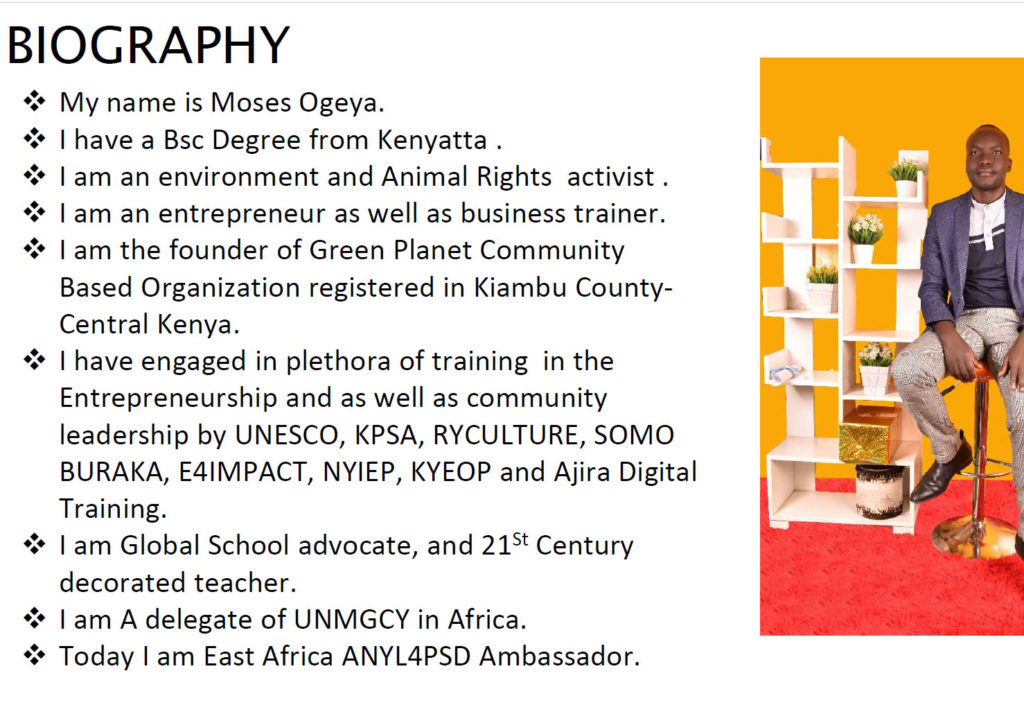 BIOGRAPHY
❖ My name is Moses Ogeya.
❖ I have a Bsc Degree from Kenyatta .
❖ I am an environment and Animal Rights  activist .
❖ I am an entrepreneur as well as business trainer.
❖ I am the founder of Green Planet Community
Based Organization registered in Kiambu County-
Central Kenya.
❖ I have engaged in plethora of training  in the
Entrepreneurship and as well as community
leadership by UNESCO, KPSA, RYCULTURE, SOMO
BURAKA, E4IMPACT, NYIEP, KYEOP and Ajira Digital
Training.
❖ I am Global School advocate, and 21St Century
decorated teacher.
❖ I am A delegate of UNMGCY in Africa.
❖ Today I am East Africa ANYL4PSD Ambassador.